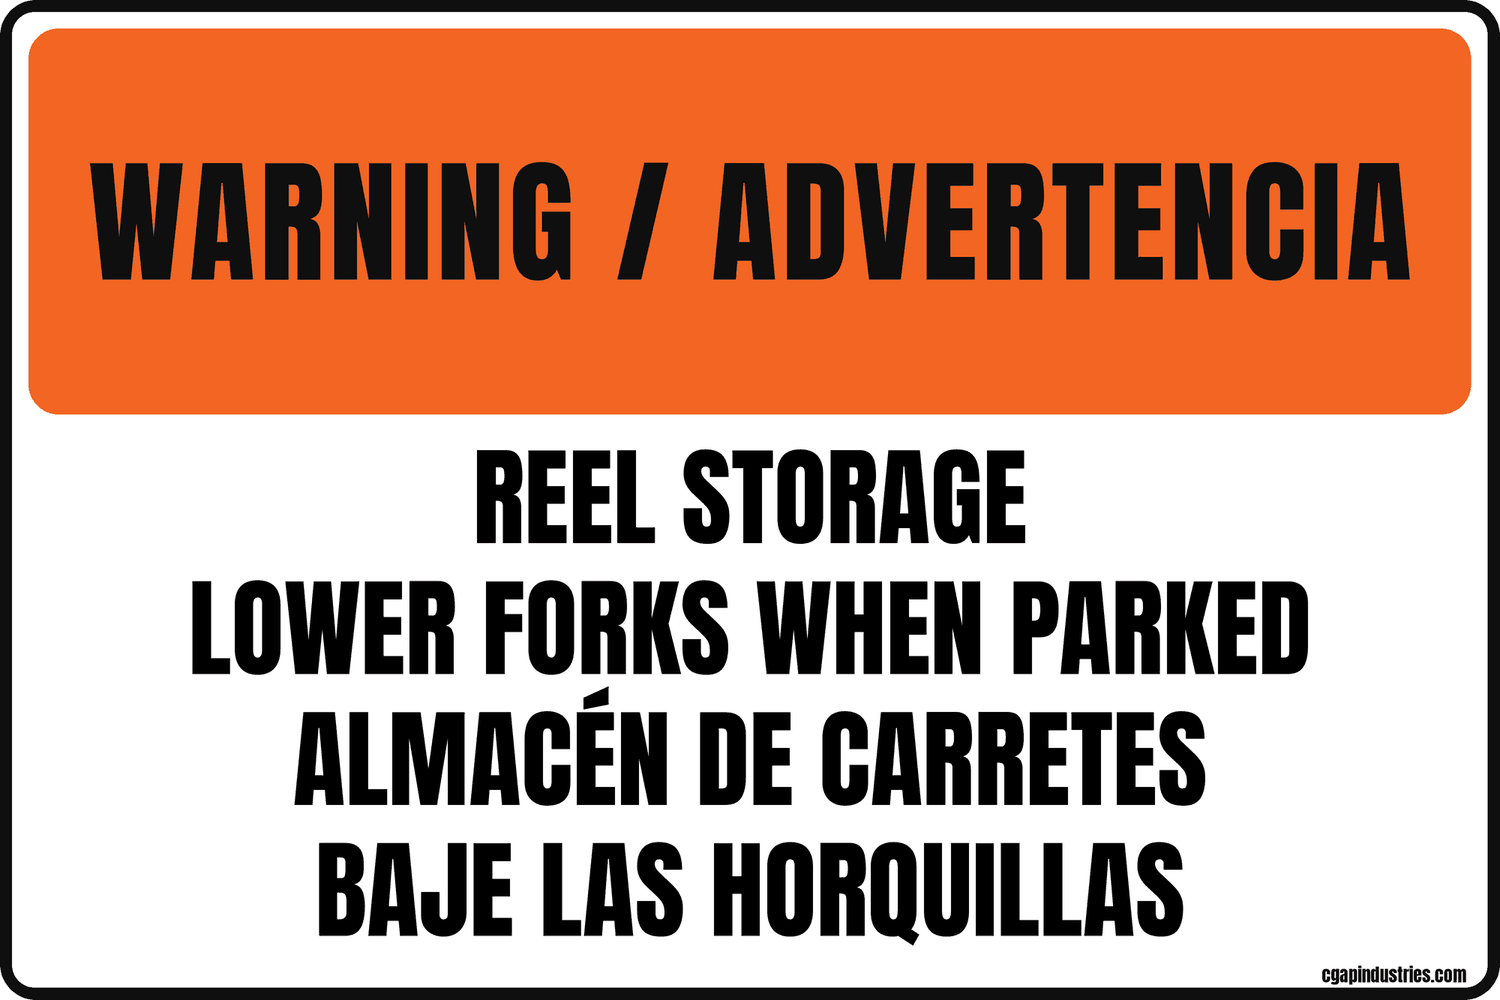 WARNING / ADVERTENCIA
REEL STORAGE
LOWER FORKS WHEN PARKED
ALMACÉN DE CARRETES
BAJE LAS HORQUILLAS
cgapindustries.com